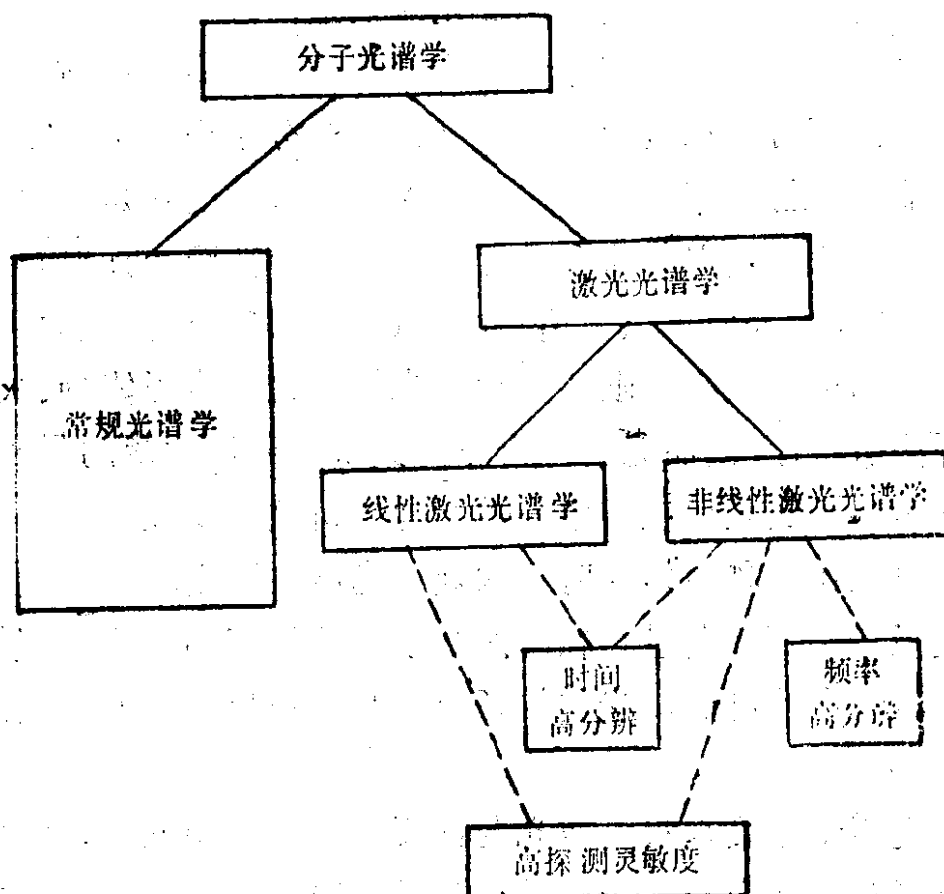 分子光谱学
激光光谱学
常规光谱学
线性激光光谱学
非线性激光光谱学
时间
高分辨
频率
高分辨
高探测灵敏度